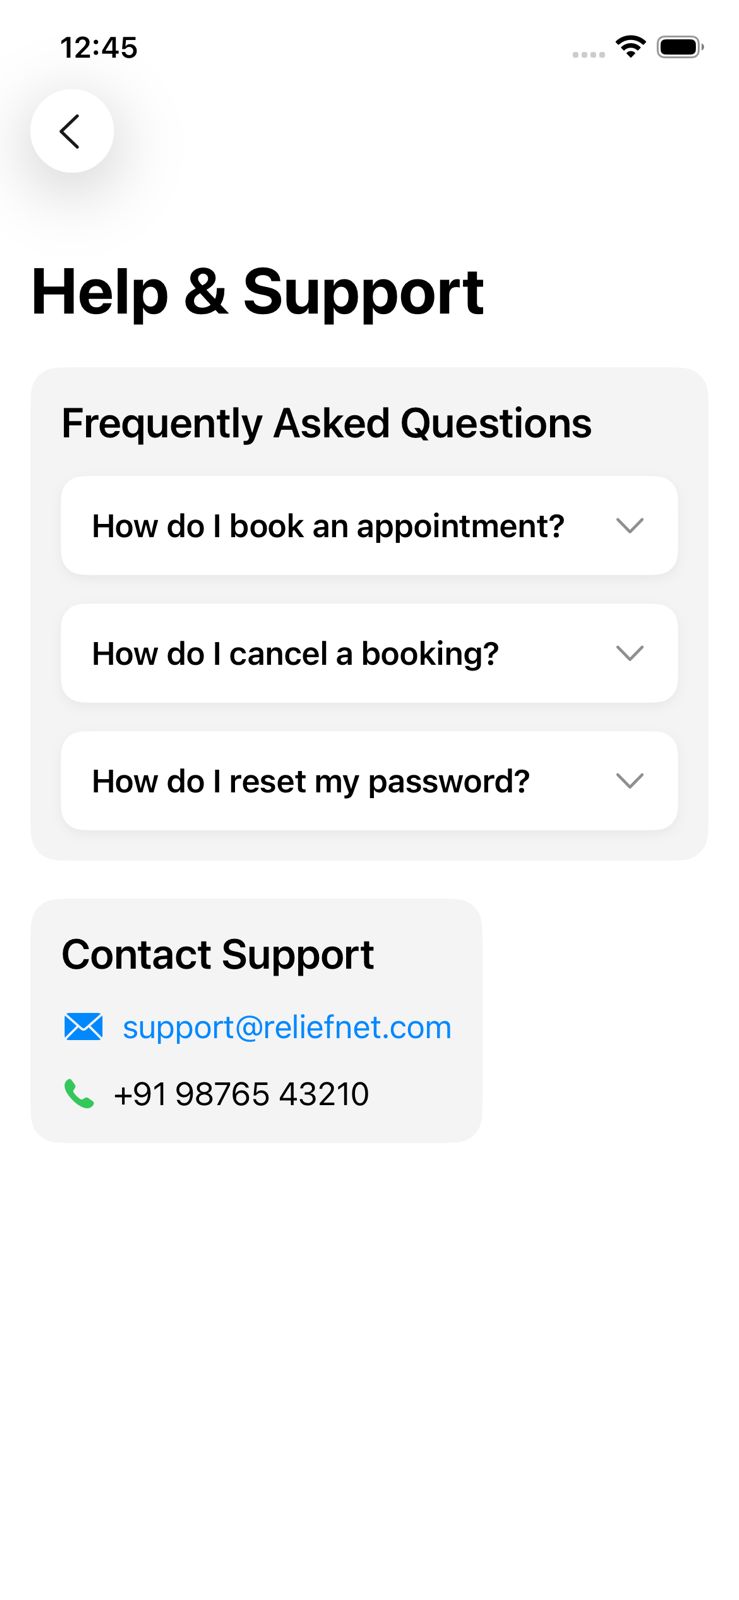 12:45
Help & Support
Frequently Asked Questions
How do I book an appointment?
How do I cancel a booking?
How do I reset my password?
Contact Support
support@reliefnet.com
+91 98765 43210